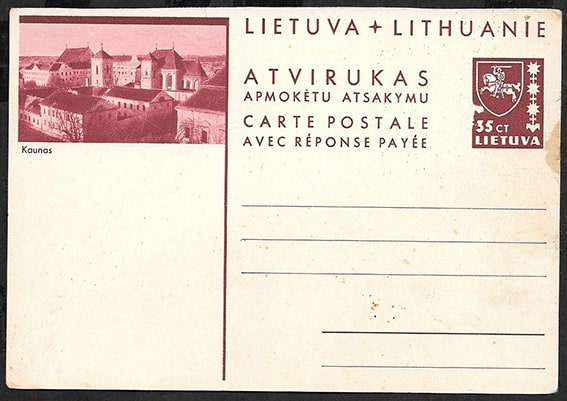 LIETUVA + LITHUANIE
ATVIRUKAS
APMOKĖTU ATSAKYMU
CARTE POSTALE
AVEC RÉPONSE PAYÉE
35 CT
LIETUVA
Kaunas